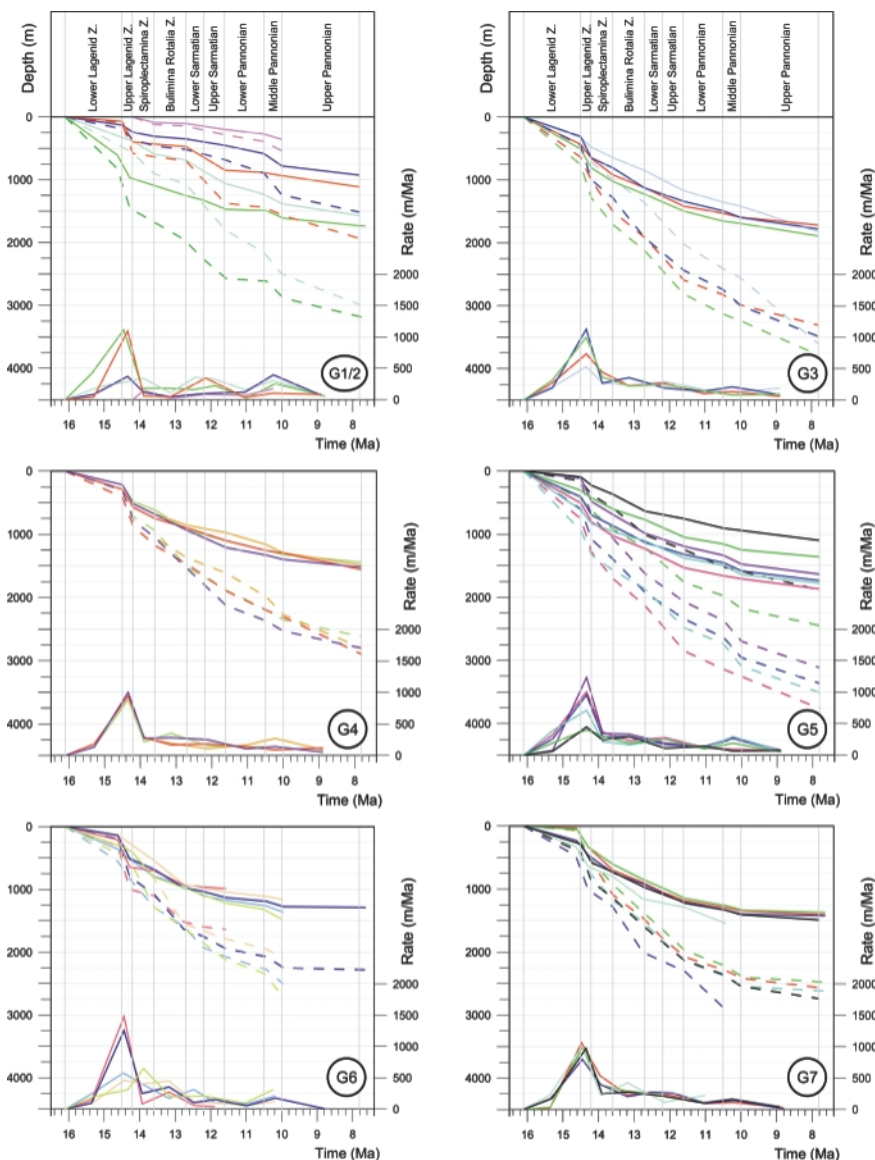 Depth (m)
Lower Lagenid Z.
Upper Lagenid Z.
Spiroplectamina Z.
Bulimina Rotalia Z.
Lower Sarmatian
Upper Sarmatian
Lower Pannonian
Middle Pannonian
Upper Pannonian
0
1000
2000
3000
4000
Rate (m/Ma)
2000
1500
1000
500
0
G1/2
16 15 14 13 12 11 10 9 8
Time (Ma)
Depth (m)
Lower Lagenid Z.
Upper Lagenid Z.
Spiroplectamina Z.
Bulimina Rotalia Z.
Lower Sarmatian
Upper Sarmatian
Lower Pannonian
Middle Pannonian
Upper Pannonian
0
1000
2000
3000
4000
Rate (m/Ma)
2000
1500
1000
500
0
G3
16 15 14 13 12 11 10 9 8
Time (Ma)
0
1000
2000
3000
4000
Rate (m/Ma)
2000
1500
1000
500
0
G4
16 15 14 13 12 11 10 9 8
Time (Ma)
0
1000
2000
3000
4000
Rate (m/Ma)
2000
1500
1000
500
0
G5
16 15 14 13 12 11 10 9 8
Time (Ma)
0
1000
2000
3000
4000
Rate (m/Ma)
2000
1500
1000
500
0
G6
16 15 14 13 12 11 10 9 8
Time (Ma)
0
1000
2000
3000
4000
Rate (m/Ma)
2000
1500
1000
500
0
G7
16 15 14 13 12 11 10 9 8
Time (Ma)